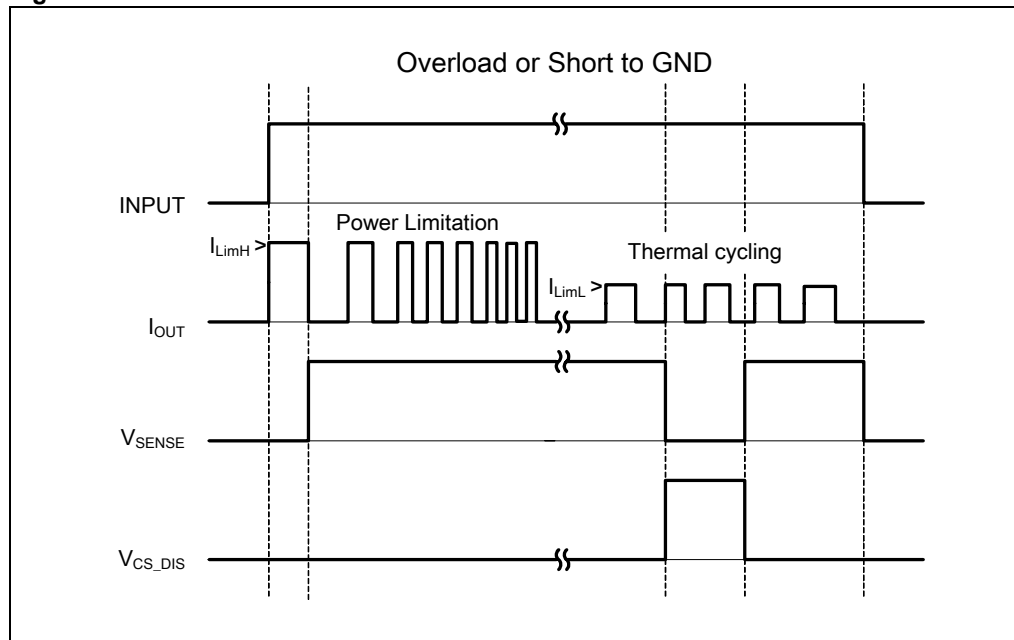 Overload or Short to GND
INPUT
Power Limitation
I_LimH >
Thermal cycling
I_LimL >
I_OUT
V_SENSE
V_CS_DIS